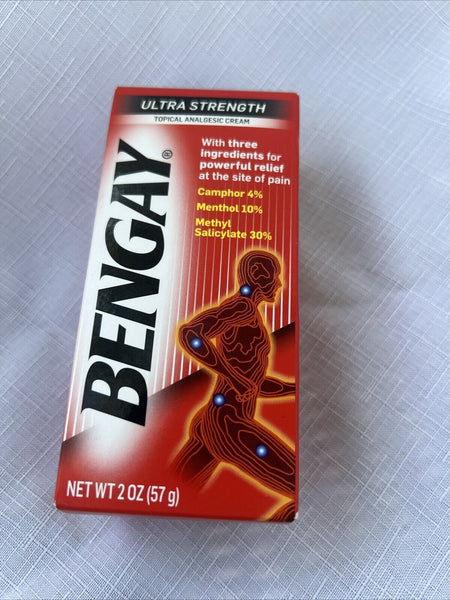 ULTRA STRENGTH
TOPICAL ANALGESIC CREAM
BENGAY®
With three
ingredients for
powerful relief
at the site of pain
Camphor 4%
Menthol 10%
Methyl
Salicylate 30%
NET WT 2 OZ (57 g)